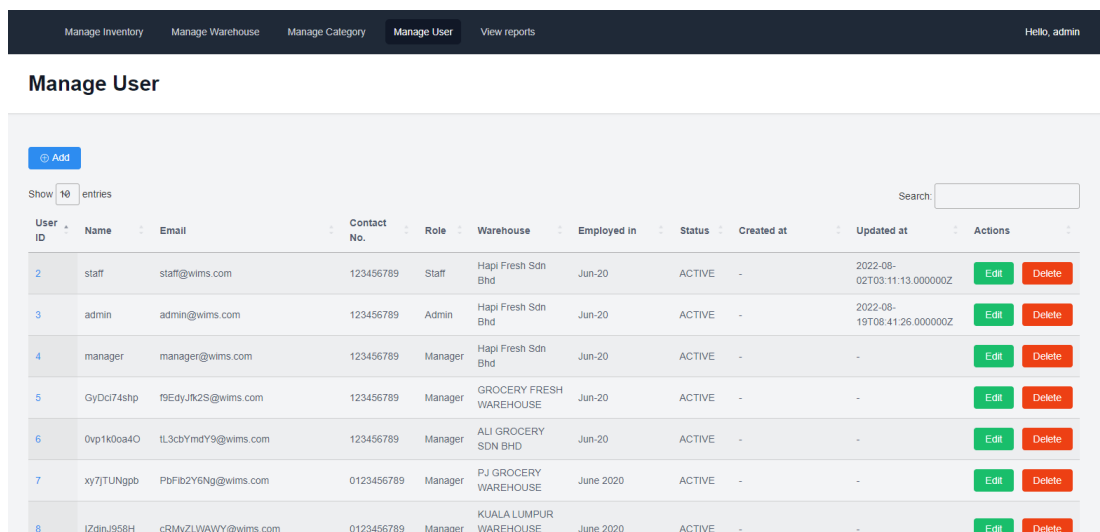 Manage Inventory Manage Warehouse Manage Category Manage User View reports Hello, admin
Manage User
Add
Show 10 entries Search:
User ID Name Email Contact No. Role Warehouse Employed in Status Created at Updated at Actions
2 staff staff@wims.com 123456789 Staff Hapi Fresh Sdn Bhd Jun-20 ACTIVE - 2022-08-02T03:11:13.000000Z Edit Delete
3 admin admin@wims.com 123456789 Admin Hapi Fresh Sdn Bhd Jun-20 ACTIVE - 2022-08-19T08:41:26.000000Z Edit Delete
4 manager manager@wims.com 123456789 Manager Hapi Fresh Sdn Bhd Jun-20 ACTIVE - - Edit Delete
5 GyDci74shp f9EdyJfk2S@wims.com 123456789 Manager GROCERY FRESH WAREHOUSE Jun-20 ACTIVE - - Edit Delete
6 0vp1k0oa4O tL3cbYmdY9@wims.com 123456789 Manager ALI GROCERY SDN BHD Jun-20 ACTIVE - - Edit Delete
7 xy7jTUNgpb PbFib2Y6Ng@wims.com 0123456789 Manager PJ GROCERY WAREHOUSE June 2020 ACTIVE - - Edit Delete
8 IZdinJ958H cRMyZLWAWY@wims.com 0123456789 Manager KUALA LUMPUR WAREHOUSE June 2020 ACTIVE - - Edit Delete